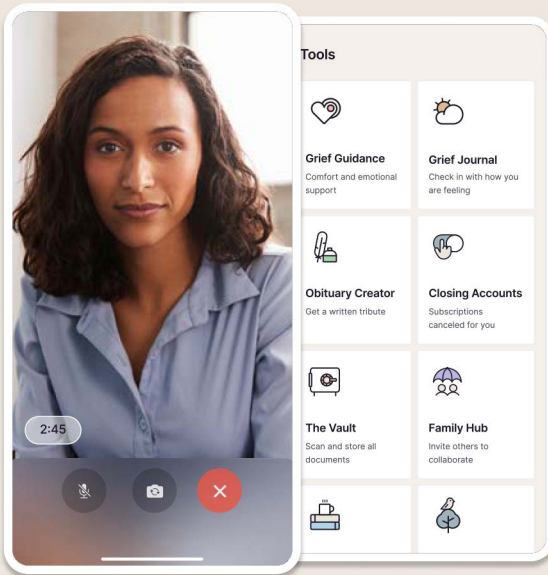 2:45
Tools
Grief Guidance
Comfort and emotional
support
Grief Journal
Check in with how you
are feeling
Obituary Creator
Get a written tribute
Closing Accounts
Subscriptions
canceled for you
The Vault
Scan and store all
documents
Family Hub
Invite others to
collaborate